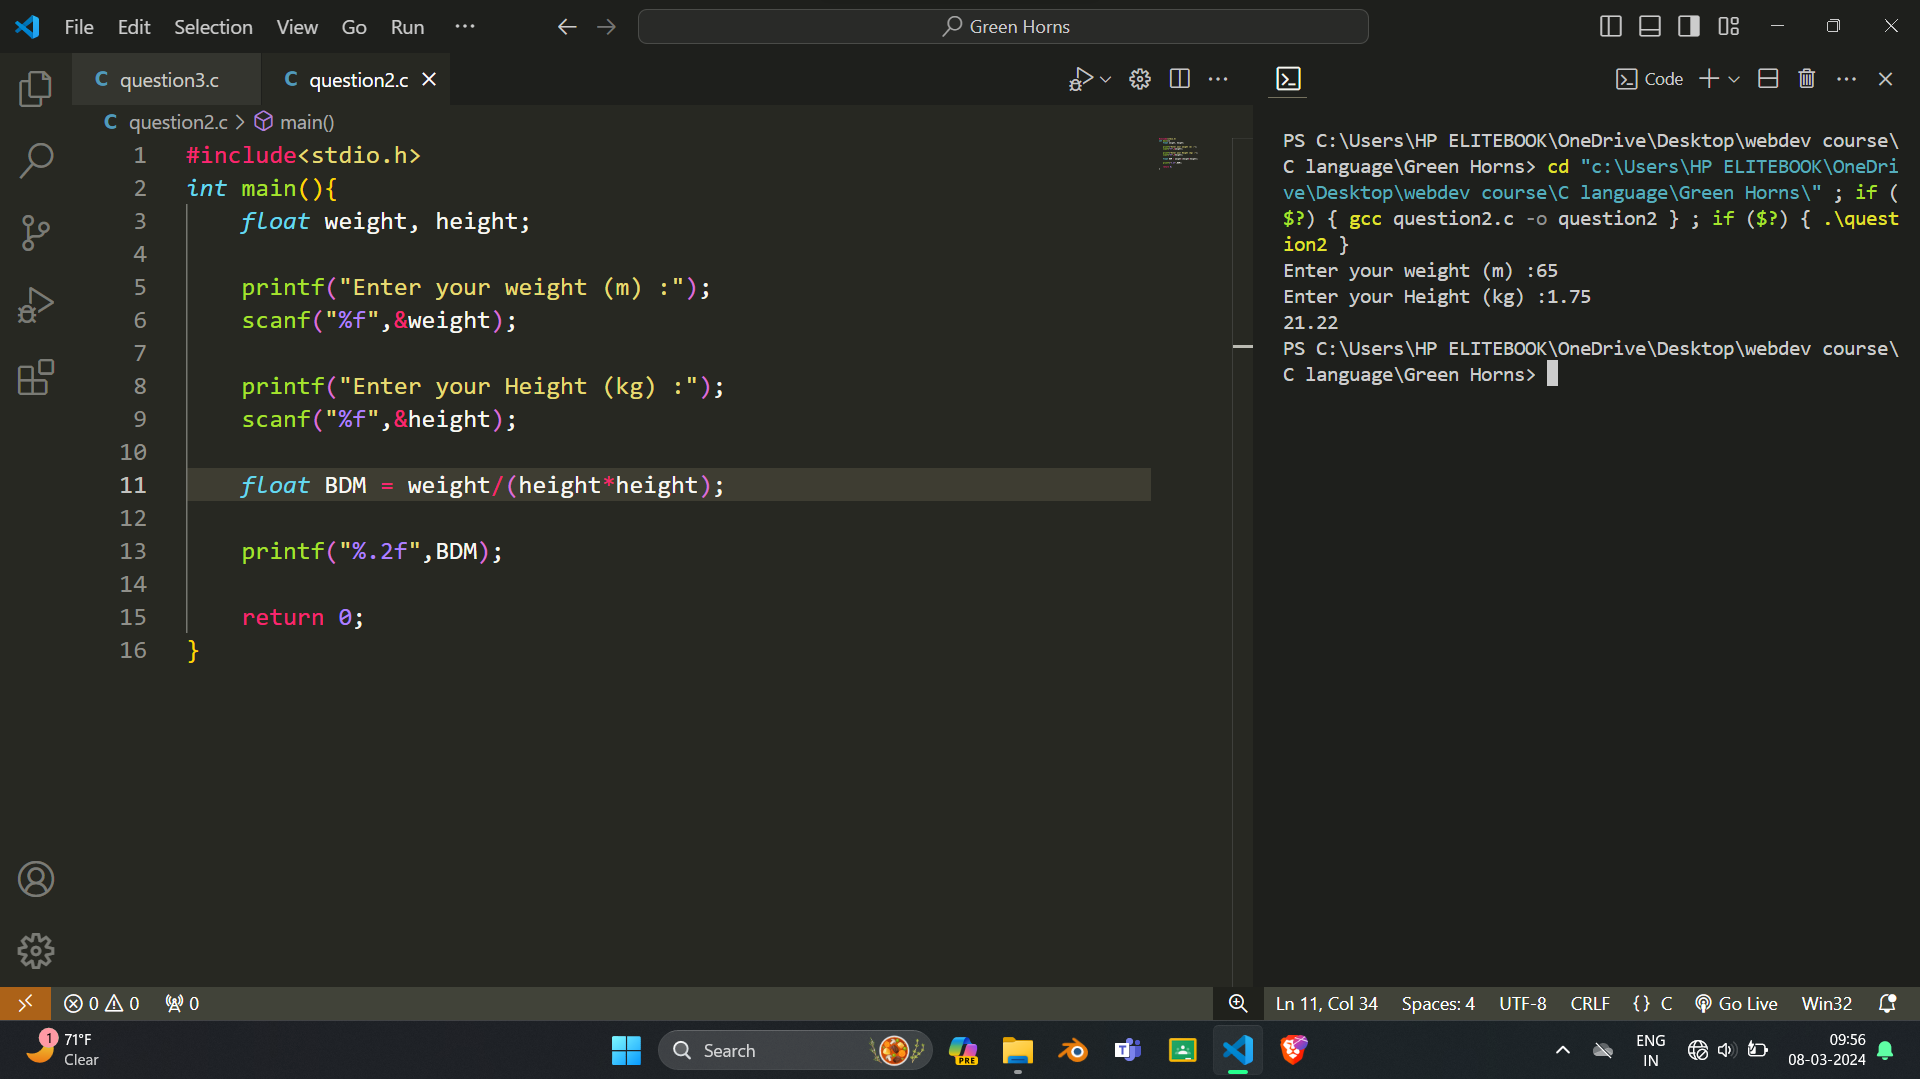 File Edit Selection View Go Run ···
Green Horns
C question3.c
C question2.c
Code
C question2.c > main()
1 #include<stdio.h>
2 int main(){
3 float weight, height;
4
5 printf("Enter your weight (m) :");
6 scanf("%f",&weight);
7
8 printf("Enter your Height (kg) :");
9 scanf("%f",&height);
10
11 float BDM = weight/(height*height);
12
13 printf("%.2f",BDM);
14
15 return 0;
16 }
PS C:\Users\HP ELITEBOOK\OneDrive\Desktop\webdev course\
C language\Green Horns> cd "c:\Users\HP ELITEBOOK\OneDri
ve\Desktop\webdev course\C language\Green Horns\" ; if (
$?) { gcc question2.c -o question2 } ; if ($?) { .\quest
ion2 }
Enter your weight (m) :65
Enter your Height (kg) :1.75
21.22
PS C:\Users\HP ELITEBOOK\OneDrive\Desktop\webdev course\
C language\Green Horns>
0 0 0
Ln 11, Col 34 Spaces: 4 UTF-8 CRLF {} C Go Live Win32
1
71°F
Clear
Search
PRE
ENG
IN
09:56
08-03-2024